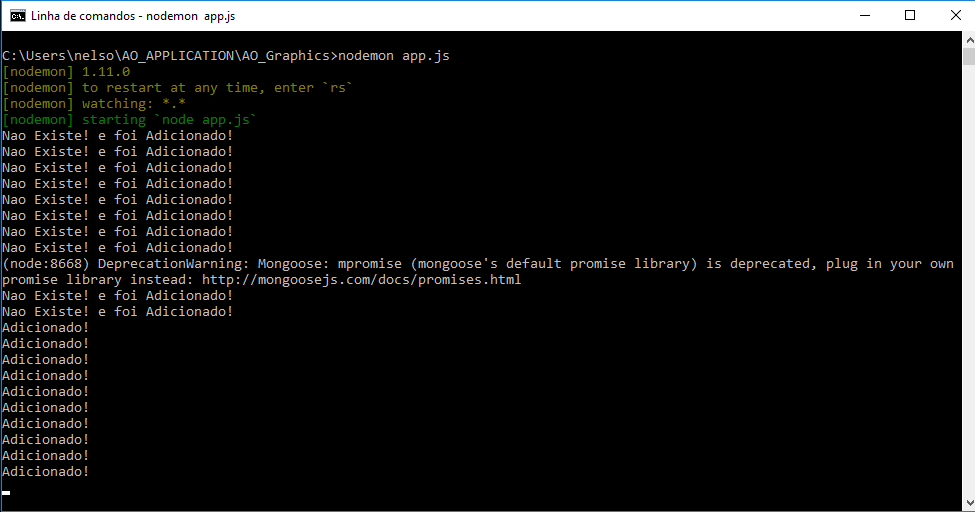 Linha de comandos - nodemon  app.js
C:\Users\nelso\AO_APPLICATION\AO_Graphics>nodemon app.js
[nodemon] 1.11.0
[nodemon] to restart at any time, enter `rs`
[nodemon] watching: *.*
[nodemon] starting `node app.js`
Nao Existe! e foi Adicionado!
Nao Existe! e foi Adicionado!
Nao Existe! e foi Adicionado!
Nao Existe! e foi Adicionado!
Nao Existe! e foi Adicionado!
Nao Existe! e foi Adicionado!
Nao Existe! e foi Adicionado!
Nao Existe! e foi Adicionado!
(node:8668) DeprecationWarning: Mongoose: mpromise (mongoose's default promise library) is deprecated, plug in your own
promise library instead: http://mongoosejs.com/docs/promises.html
Nao Existe! e foi Adicionado!
Nao Existe! e foi Adicionado!
Adicionado!
Adicionado!
Adicionado!
Adicionado!
Adicionado!
Adicionado!
Adicionado!
Adicionado!
Adicionado!
Adicionado!